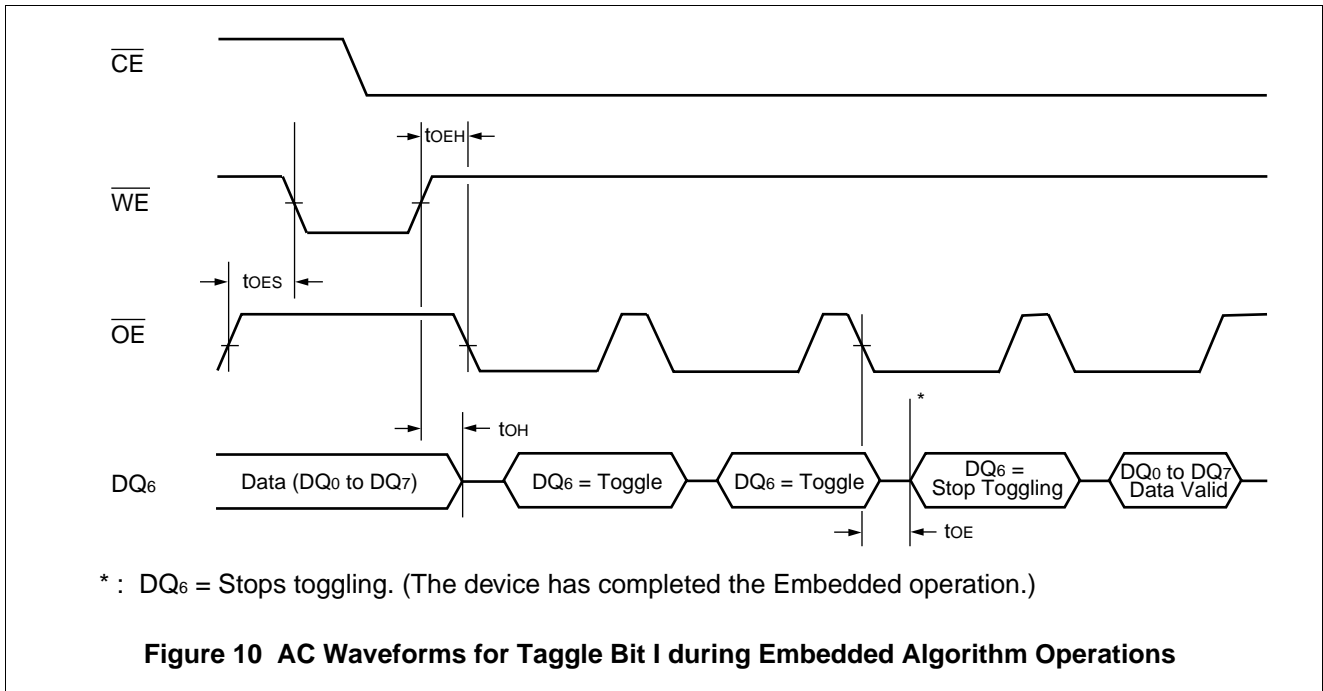 CE
tOEH
WE
tOES
OE
*
tOH
DQ6
Data (DQ0 to DQ7)
DQ6 = Toggle
DQ6 = Toggle
DQ6 =
Stop Toggling
DQ0 to DQ7
Data Valid
tOE
* : DQ6 = Stops toggling. (The device has completed the Embedded operation.)
Figure 10 AC Waveforms for Taggle Bit I during Embedded Algorithm Operations